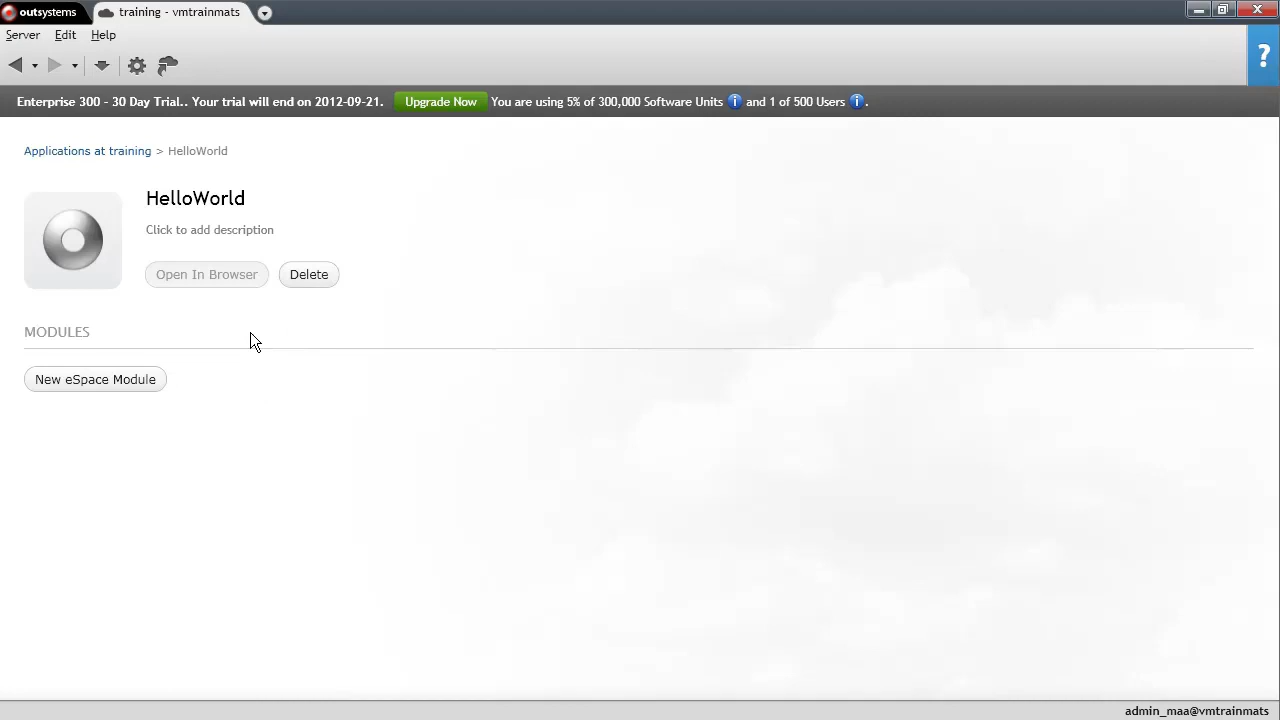 outsystems
training - vmtrainmats
Server Edit Help
?
Enterprise 300 - 30 Day Trial.. Your trial will end on 2012-09-21. Upgrade Now You are using 5% of 300,000 Software Units i and 1 of 500 Users i .
Applications at training > HelloWorld
HelloWorld
Click to add description
Open In Browser Delete
MODULES
New eSpace Module
admin_maa@vmtrainmats